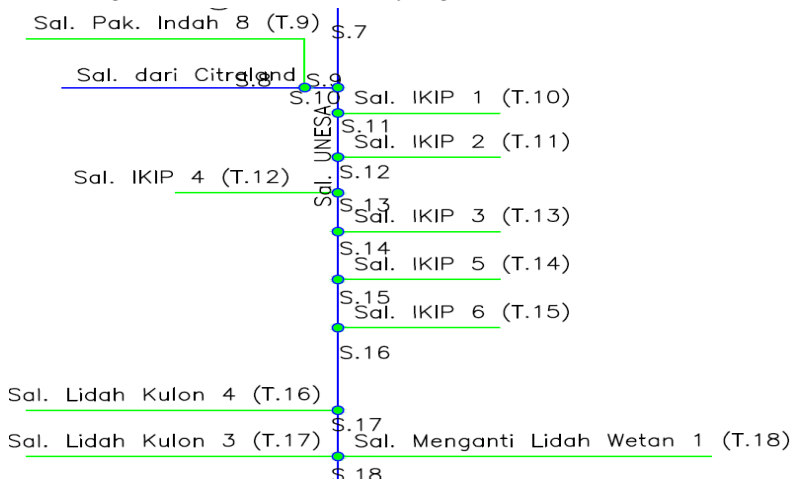 Sal. Pak. Indah 8 (T.9)
S.7
Sal. dari Citraland
S.8
S.9
S.10
Sal. IKIP 1 (T.10)
Sal. UNESA
S.11
Sal. IKIP 2 (T.11)
S.12
Sal. IKIP 4 (T.12)
S.13
Sal. IKIP 3 (T.13)
S.14
Sal. IKIP 5 (T.14)
S.15
Sal. IKIP 6 (T.15)
S.16
Sal. Lidah Kulon 4 (T.16)
S.17
Sal. Lidah Kulon 3 (T.17)
Sal. Menganti Lidah Wetan 1 (T.18)
S.18